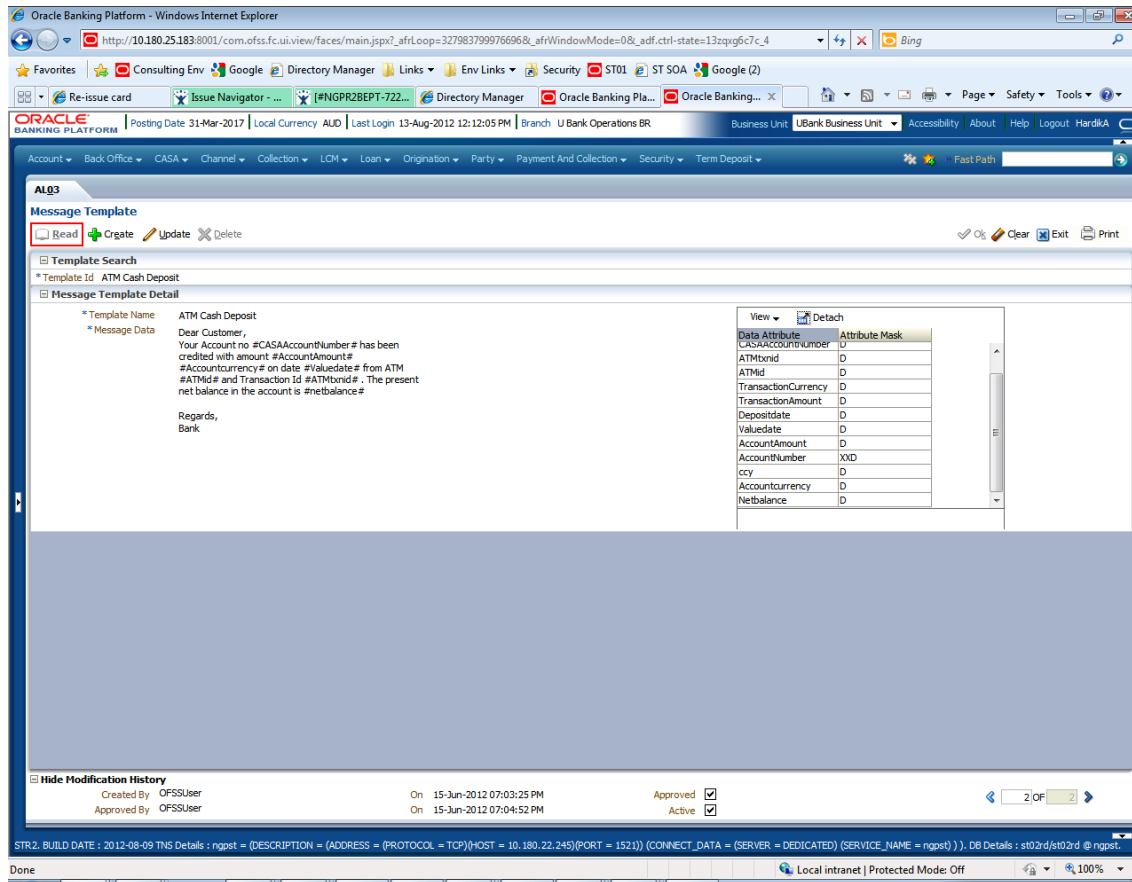 Oracle Banking Platform - Windows Internet Explorer
http://10.180.25.183:8001/com.ofss.fc.ui.view/faces/main.jspx?_afrLoop=327983799976696&_afrWindowMode=0&_adf.ctrl-state=13zqxg6c7c_4
Bing
Favorites Consulting Env Google Directory Manager Links Env Links Security ST01 ST SOA Google (2)
Re-issue card Issue Navigator - ... [#NGPR2BEPT-722... Directory Manager Oracle Banking Pla... Oracle Banking... X Page Safety Tools
ORACLE
BANKING PLATFORM
Posting Date 31-Mar-2017 Local Currency AUD Last Login 13-Aug-2012 12:12:05 PM Branch U Bank Operations BR Business Unit UBank Business Unit Accessibility About Help Logout HardikA
Account Back Office CASA Channel Collection LCM Loan Origination Party Payment And Collection Security Term Deposit Fast Path
AL03
Message Template
Read Create Update Delete Ok Clear Exit Print
Template Search
* Template Id ATM Cash Deposit
Message Template Detail
* Template Name ATM Cash Deposit
* Message Data Dear Customer,
Your Account no #CASAAccountNumber# has been
credited with amount #AccountAmount#
#Accountcurrency# on date #Valuedate# from ATM
#ATMid# and Transaction Id #ATMtxnid# . The present
net balance in the account is #netbalance#
Regards,
Bank
View Detach
Data Attribute Attribute Mask
CASAAccountNumber D
ATMtxnid D
ATMid D
TransactionCurrency D
TransactionAmount D
Depositdate D
Valuedate D
AccountAmount D
AccountNumber XXD
ccy D
Accountcurrency D
Netbalance D
Hide Modification History
Created By OFSSUser On 15-Jun-2012 07:03:25 PM Approved
Approved By OFSSUser On 15-Jun-2012 07:04:52 PM Active
2 OF 2
STR2. BUILD DATE : 2012-08-09 TNS Details : ngpst = (DESCRIPTION = (ADDRESS = (PROTOCOL = TCP)(HOST = 10.180.22.245)(PORT = 1521)) (CONNECT_DATA = (SERVER = DEDICATED) (SERVICE_NAME = ngpst) ) ). DB Details : st02rd/st02rd @ ngpst.
Done Local intranet | Protected Mode: Off 100%